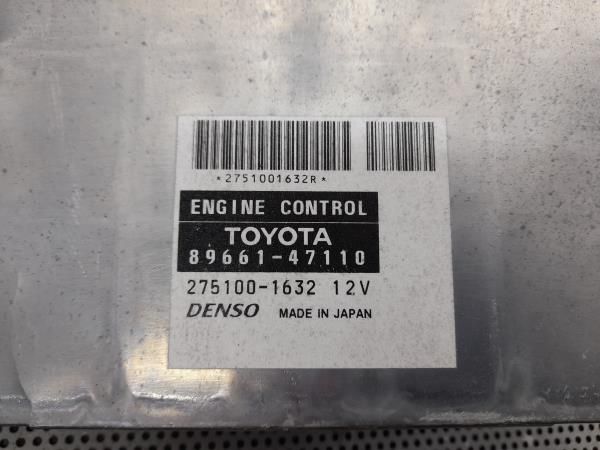 *2751001632R*
ENGINE CONTROL
TOYOTA
89661-47110
275100-1632 12V
DENSO MADE IN JAPAN